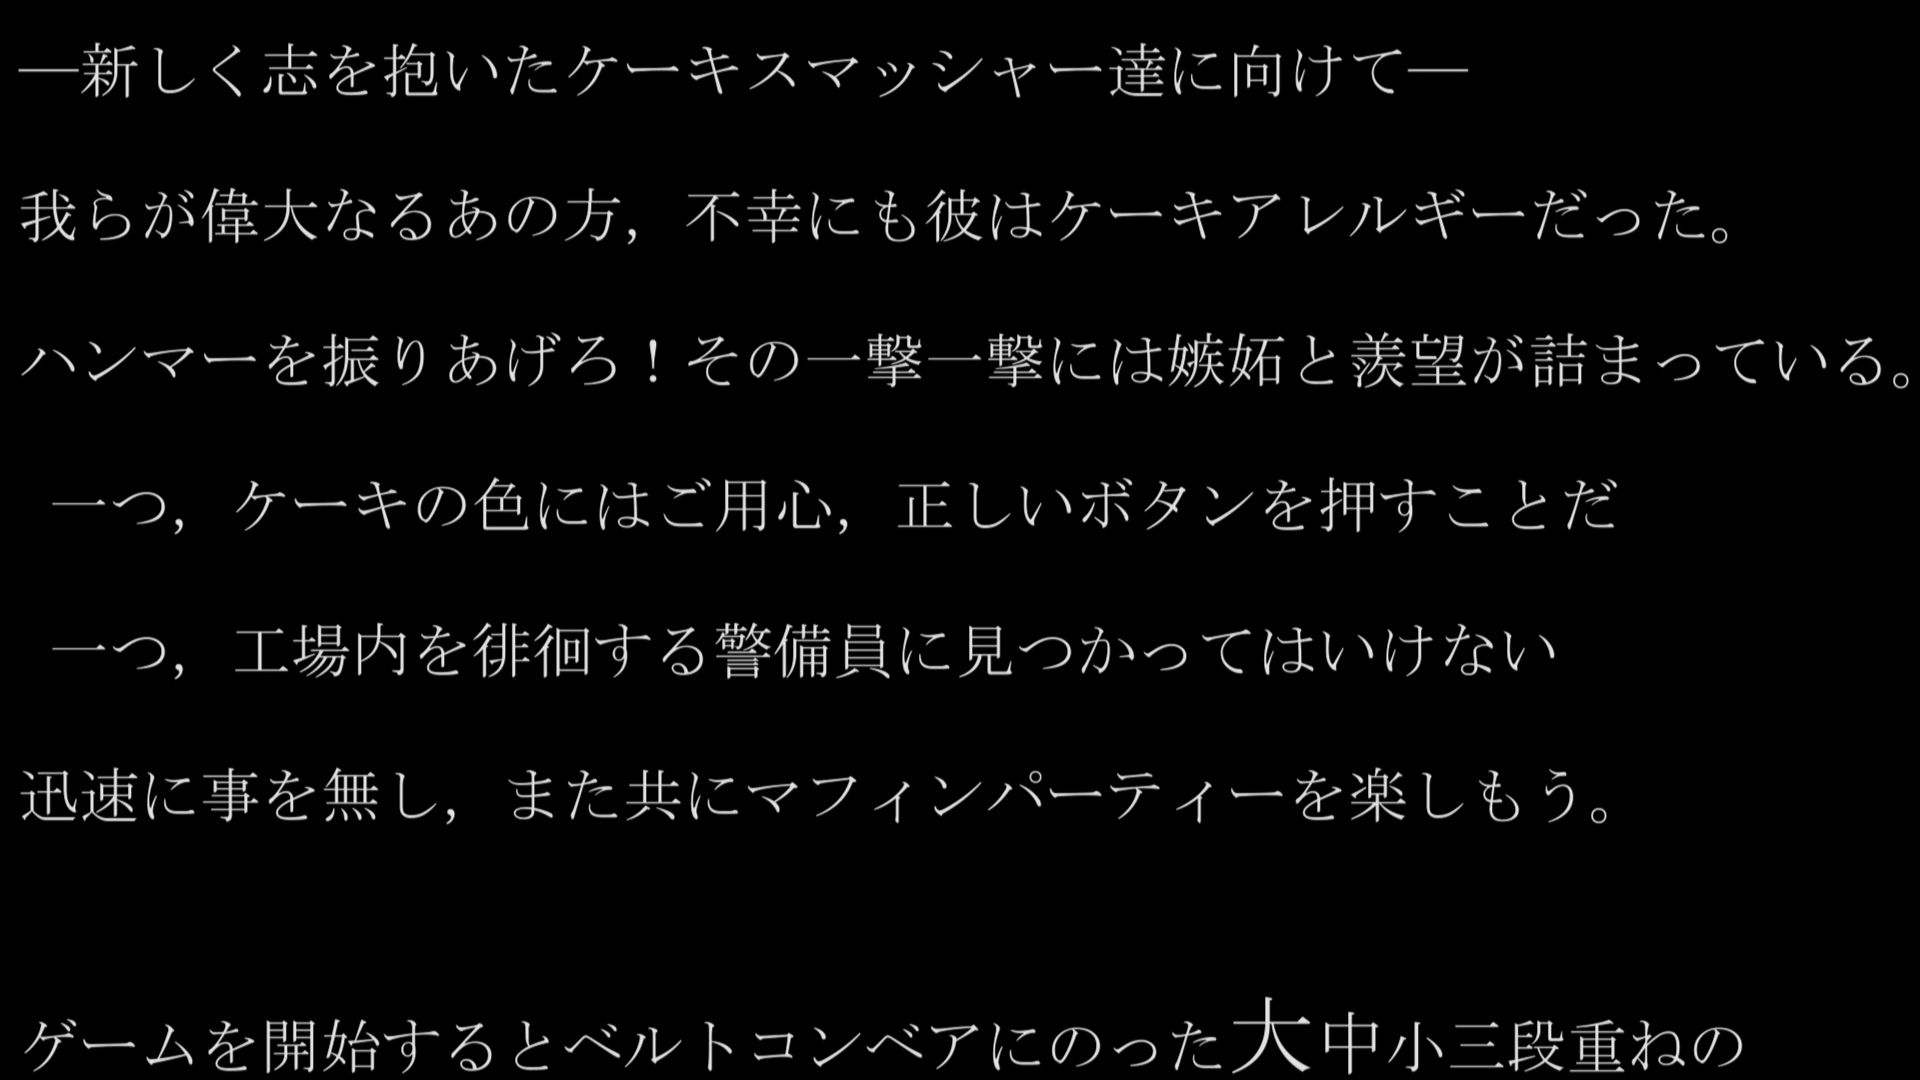 ―新しく志を抱いたケーキスマッシャー達に向けて―
我らが偉大なるあの方，不幸にも彼はケーキアレルギーだった。
ハンマーを振りあげろ！その一撃一撃には嫉妬と羨望が詰まっている。
一つ，ケーキの色にはご用心，正しいボタンを押すことだ
一つ，工場内を徘徊する警備員に見つかってはいけない
迅速に事を無し，また共にマフィンパーティーを楽しもう。
ゲームを開始するとベルトコンベアにのった大中小三段重ねの